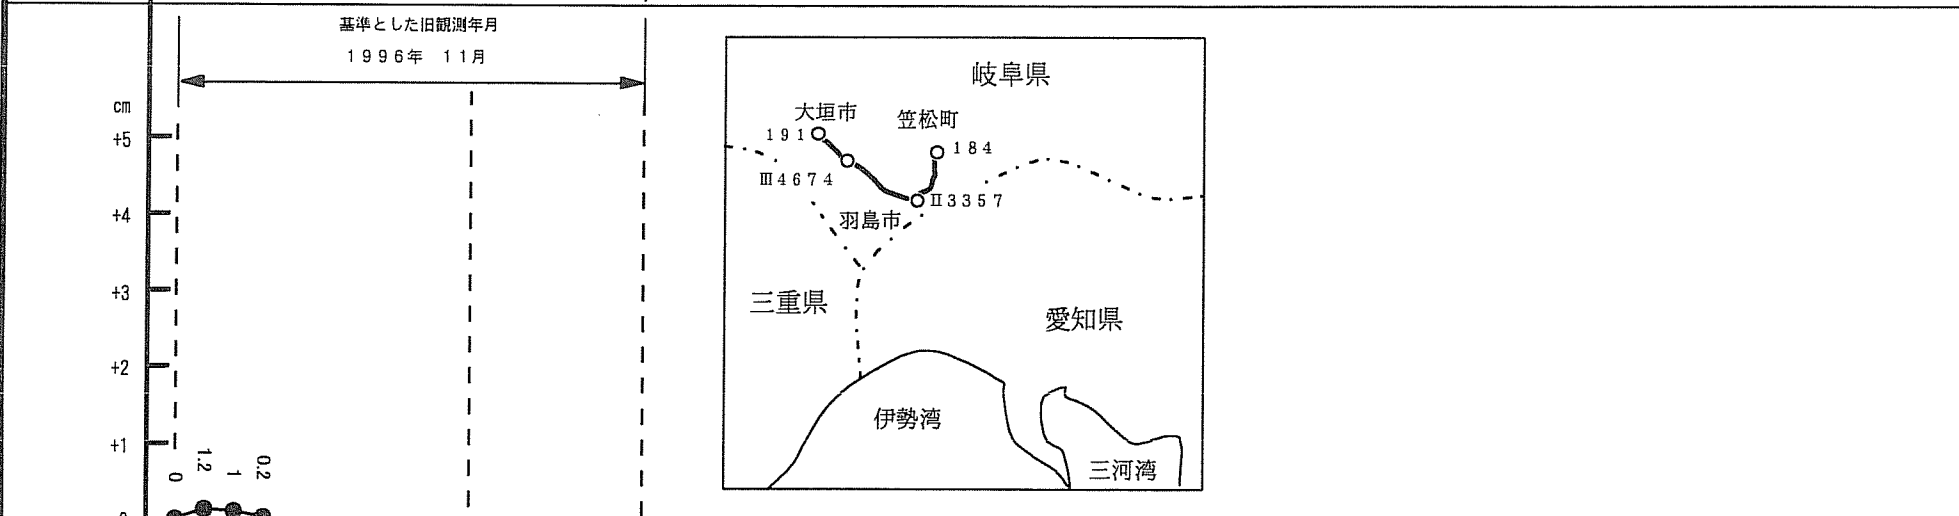 基準とした旧観測年月
1996年 11月
cm
+5
+4
+3
+2
+1
0
1.2
1
0.2
岐阜県
大垣市
笠松町
191
184
Ⅲ4674
Ⅱ3357
羽島市
三重県
愛知県
伊勢湾
三河湾